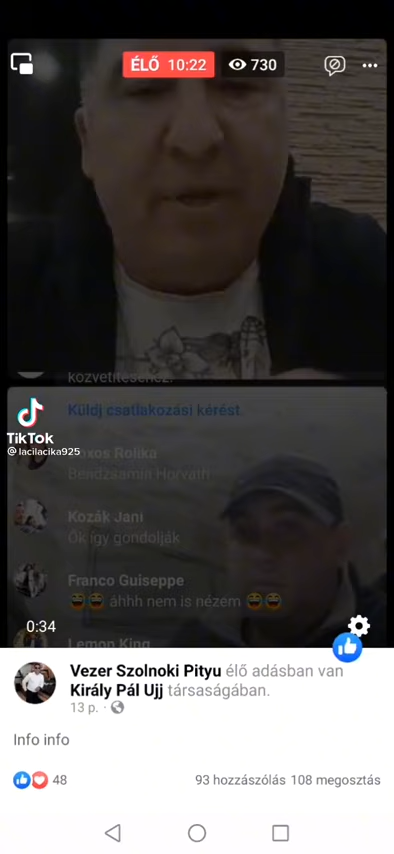 ÉLŐ 10:22
730
közvetítéséhez.
Küldj csatlakozási kérést.
TikTok
@lacilacika925
Rolika
Horváth
Kozák Jani
Ők így gondolják
Franco Guiseppe
😂😂 áhhh nem is nézem 😂😂
0:34
Lemon King
Vezer Szolnoki Pityu élő adásban van
Király Pál Ujj társaságában.
13 p. ·
Info info
48
93 hozzászólás 108 megosztás